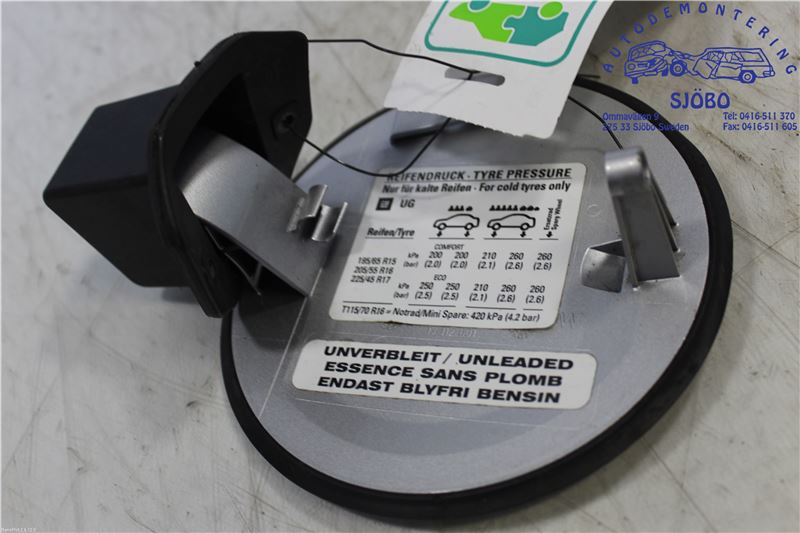 AUTODEMONTERING
SJÖBO
Ommavägen 9
275 33 Sjöbo Sweden
Tel: 0416-511 370
Fax: 0416-511 605
REIFENDRUCK - TYRE PRESSURE
Nur für kalte Reifen - For cold tyres only
GM UG
Ersatzrad
Spare Wheel
Reifen/Tyre
COMFORT
195/65 R15 kPa 200 200 210 260 260
205/55 R16 (bar) (2.0) (2.0) (2.1) (2.6) (2.6)
225/45 R17 ECO
kPa 250 250 210 260 260
(bar) (2.5) (2.5) (2.1) (2.6) (2.6)
T115/70 R16 = Notrad/Mini Spare: 420 kPa (4.2 bar)
UNVERBLEIT / UNLEADED
ESSENCE SANS PLOMB
ENDAST BLYFRI BENSIN